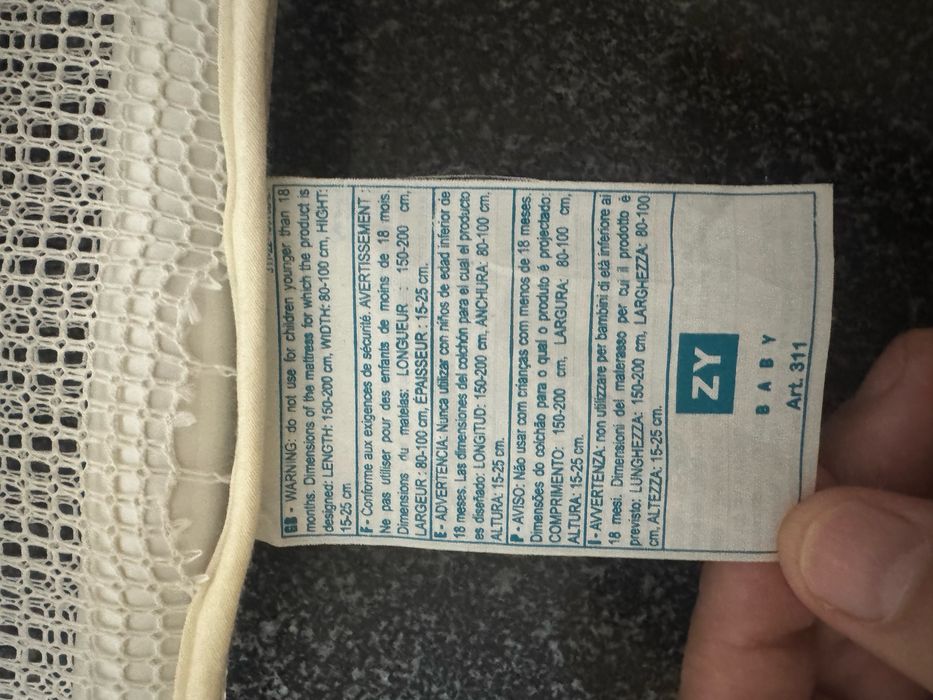 GB - WARNING: do not use for children younger than 18
months. Dimensions of the mattress for which the product is
designed: LENGTH: 150-200 cm, WIDTH: 80-100 cm, HIGHT:
15-25 cm
F - Conforme aux exigences de sécurité. AVERTISSEMENT :
Ne pas utiliser pour des enfants de moins de 18 mois.
Dimensions du matelas: LONGUEUR : 150-200 cm,
LARGEUR : 80-100 cm, ÉPAISSEUR : 15-25 cm.
E - ADVERTENCIA: Nunca utilizar con niños de edad inferior de
18 meses. Las dimensiones del colchón para el cual el producto
es diseñado: LONGITUD: 150-200 cm, ANCHURA: 80-100 cm,
ALTURA: 15-25 cm.
P - AVISO: Não usar com crianças com menos de 18 meses.
Dimensões do colchão para o qual o produto é projectado:
COMPRIMENTO: 150-200 cm, LARGURA: 80-100 cm,
ALTURA: 15-25 cm.
I - AVVERTENZA: non utilizzare per bambini di età inferiore ai
18 mesi. Dimensioni del materasso per cui il prodotto è
previsto: LUNGHEZZA: 150-200 cm, LARGHEZZA: 80-100
cm, ALTEZZA: 15-25 cm.
ZY
BABY
Art. 311